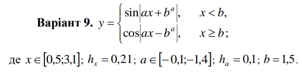 Варіант 9. y = { sin|ax + b^a|, x < b,
cos|ax − b^a|, x ≥ b;
де x ∈ [0,5;3,1]; h_x = 0,21; a ∈ [−0,1;−1,4]; h_a = 0,1; b = 1,5.